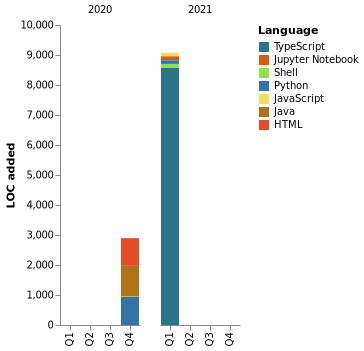 2020 2021
Language
TypeScript
Jupyter Notebook
Shell
Python
JavaScript
Java
HTML
LOC added
10,000
9,000
8,000
7,000
6,000
5,000
4,000
3,000
2,000
1,000
0
Q1 Q2 Q3 Q4 Q1 Q2 Q3 Q4